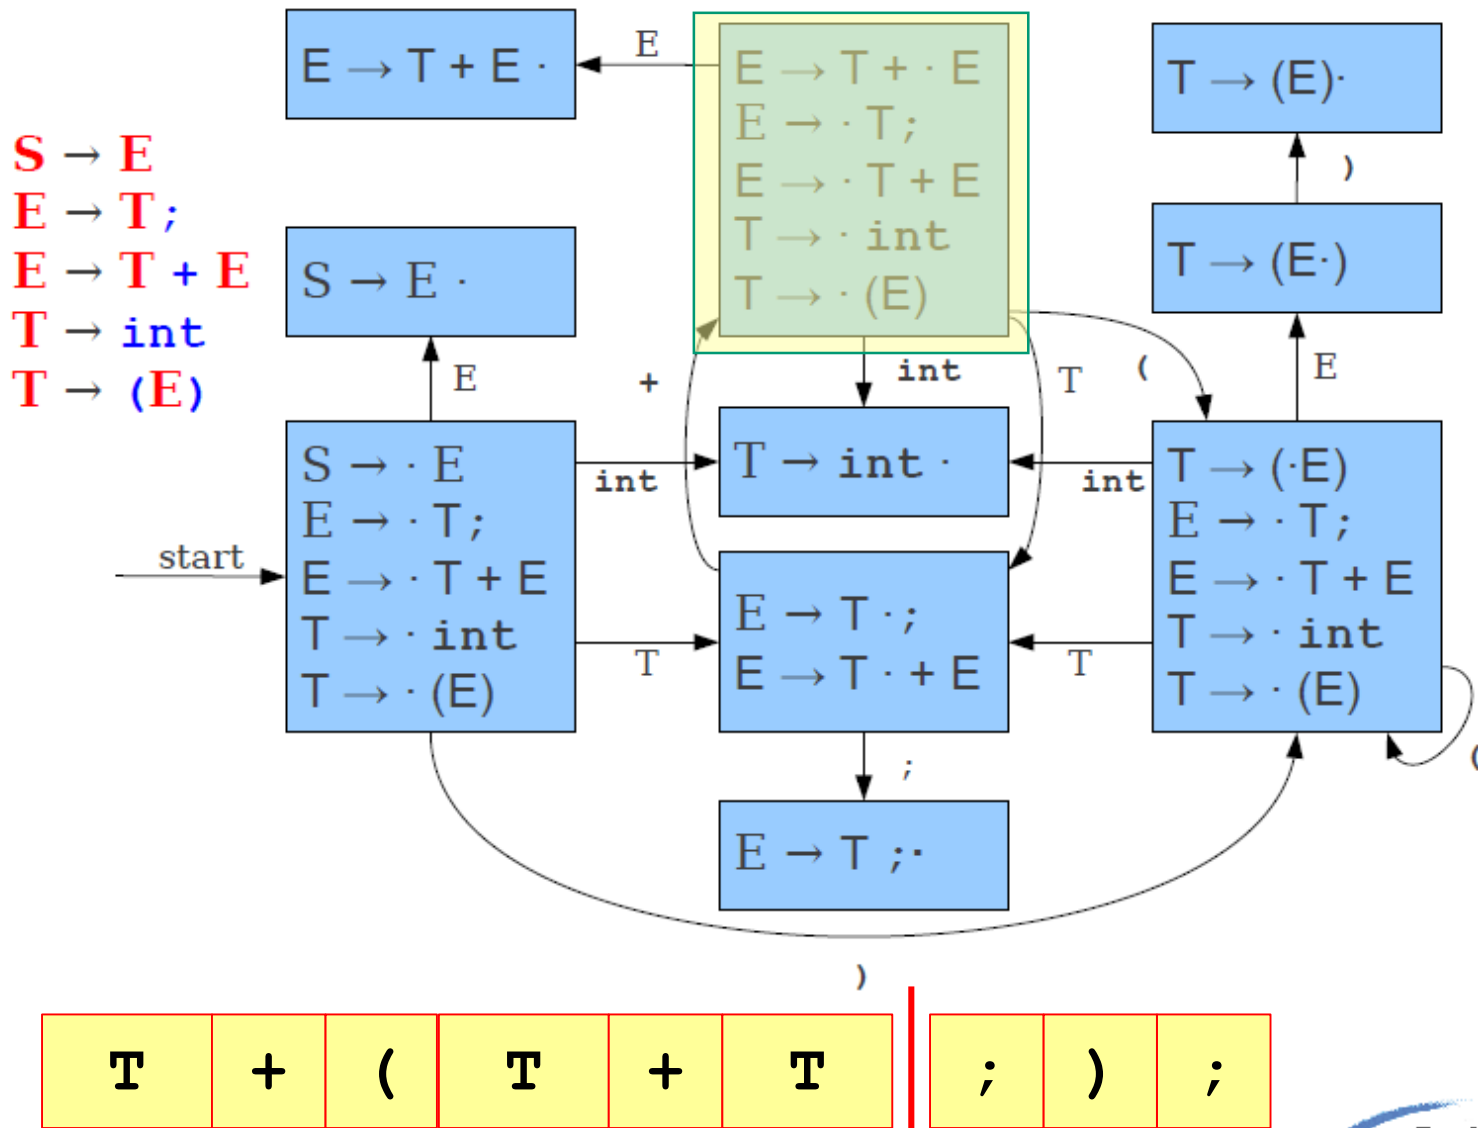 S → E
E → T ;
E → T + E
T → int
T → (E)
E → T + E ·
E
E → T + · E
E → · T ;
E → · T + E
T → · int
T → · (E)
T → (E)·
)
T → (E·)
S → E ·
E
+
int
T
(
E
start
S → · E
E → · T ;
E → · T + E
T → · int
T → · (E)
int
T → int ·
int
T → (·E)
E → · T ;
E → · T + E
T → · int
T → · (E)
T
E → T · ;
E → T · + E
T
(
;
E → T ;·
)
T + ( T + T ; ) ;